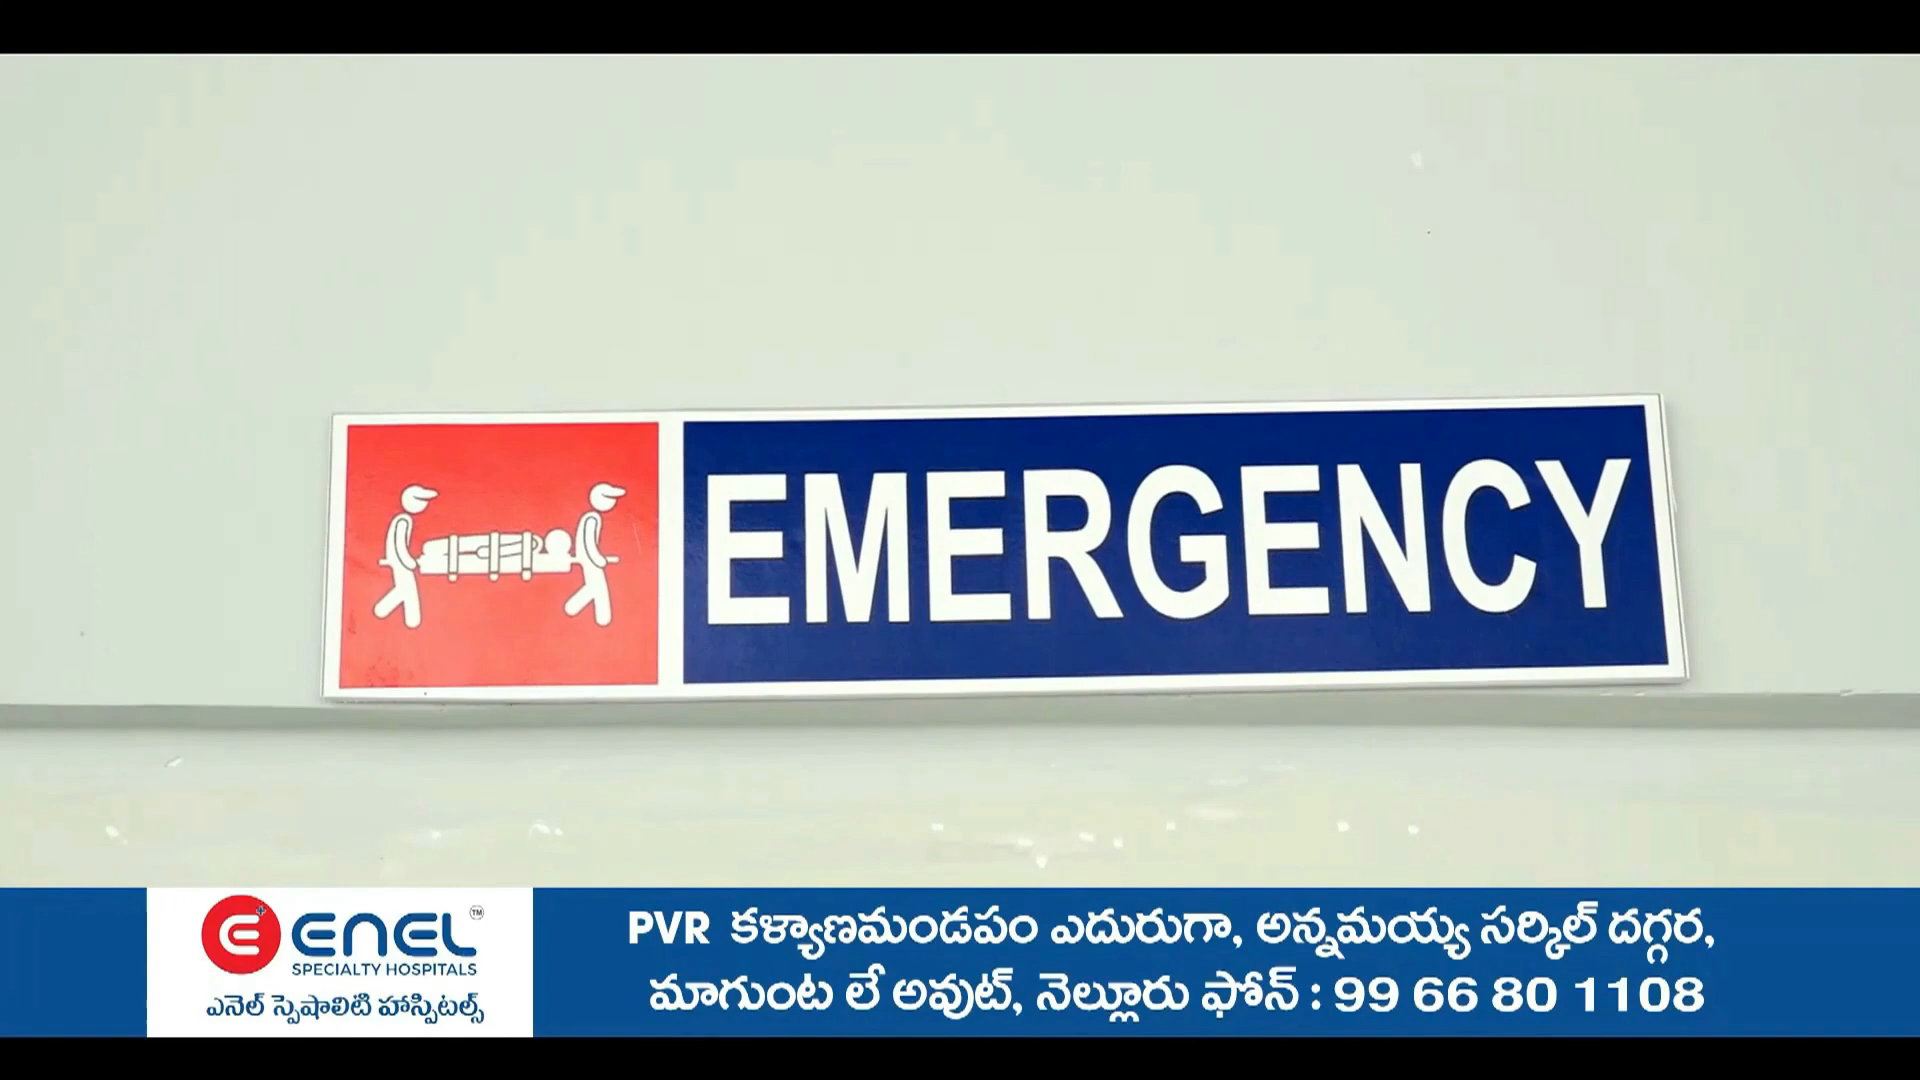 EMERGENCY
ENEL™
SPECIALTY HOSPITALS
ఎనెల్ స్పెషాలిటి హాస్పిటల్స్
PVR కళ్యాణమండపం ఎదురుగా, అన్నమయ్య సర్కిల్ దగ్గర,
మాగుంట లే అవుట్, నెల్లూరు ఫోన్ : 99 66 80 1108